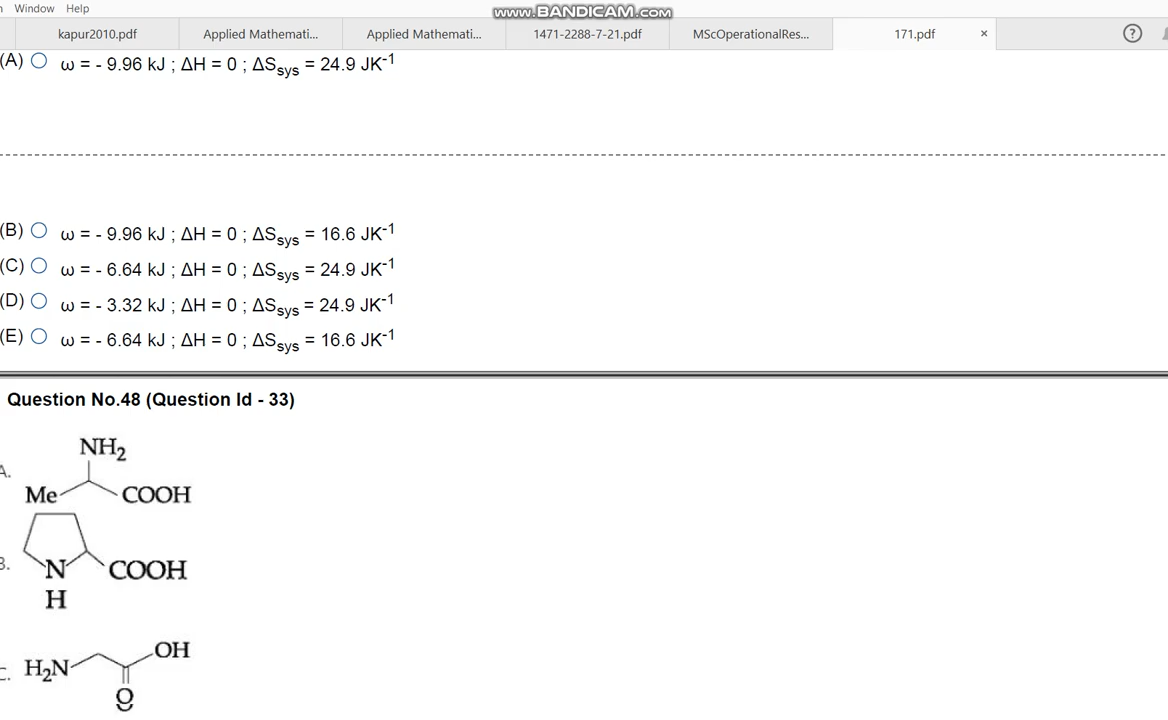 Window Help
www.BANDICAM.com
kapur2010.pdf Applied Mathemati... Applied Mathemati... 1471-2288-7-21.pdf MScOperationalRes... 171.pdf × ?
(A) ω = - 9.96 kJ ; ΔH = 0 ; ΔSsys = 24.9 JK-1
(B) ω = - 9.96 kJ ; ΔH = 0 ; ΔSsys = 16.6 JK-1
(C) ω = - 6.64 kJ ; ΔH = 0 ; ΔSsys = 24.9 JK-1
(D) ω = - 3.32 kJ ; ΔH = 0 ; ΔSsys = 24.9 JK-1
(E) ω = - 6.64 kJ ; ΔH = 0 ; ΔSsys = 16.6 JK-1
Question No.48 (Question Id - 33)
NH2
A.
Me COOH
B. N COOH
H
OH
C. H2N
O